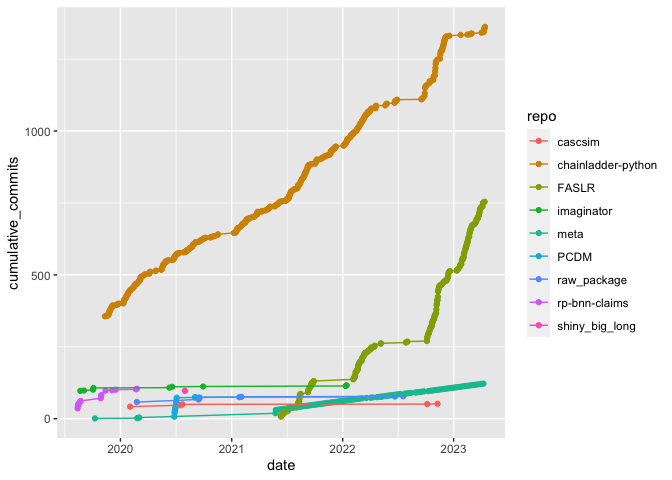 1000
500
0
cumulative_commits
2020 2021 2022 2023
date
repo
cascsim
chainladder-python
FASLR
imaginator
meta
PCDM
raw_package
rp-bnn-claims
shiny_big_long